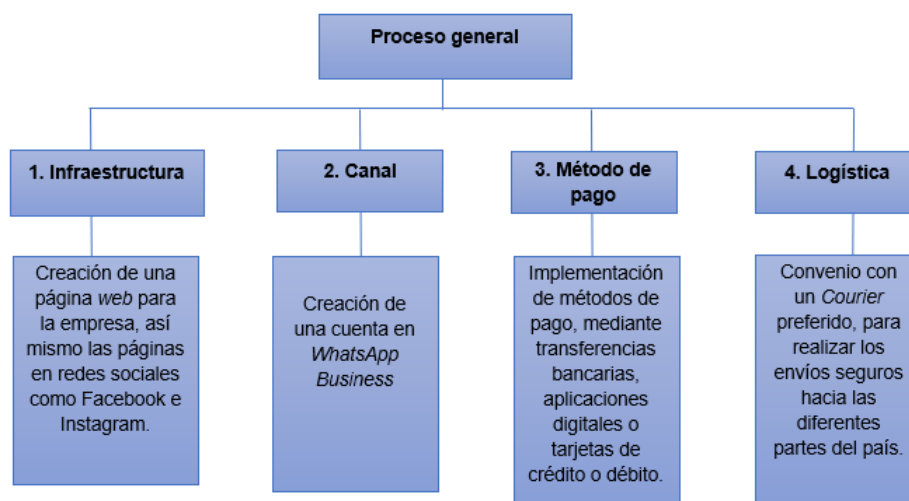 Proceso general
1. Infraestructura
2. Canal
3. Método de
pago
4. Logística
Creación de una
página web para
la empresa, así
mismo las páginas
en redes sociales
como Facebook e
Instagram.
Creación de
una cuenta en
WhatsApp
Business
Implementación
de métodos de
pago, mediante
transferencias
bancarias,
aplicaciones
digitales o
tarjetas de
crédito o débito.
Convenio con
un Courier
preferido, para
realizar los
envíos seguros
hacia las
diferentes
partes del país.